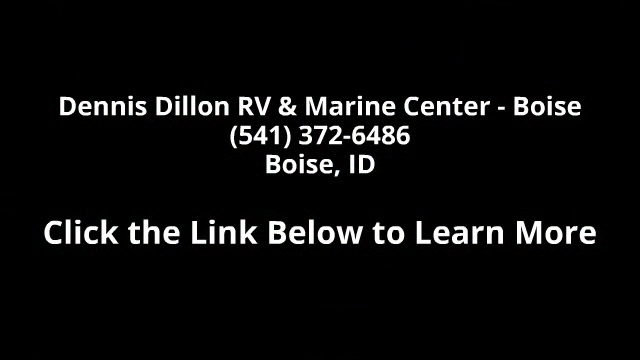 Dennis Dillon RV & Marine Center - Boise
(541) 372-6486
Boise, ID
Click the Link Below to Learn More